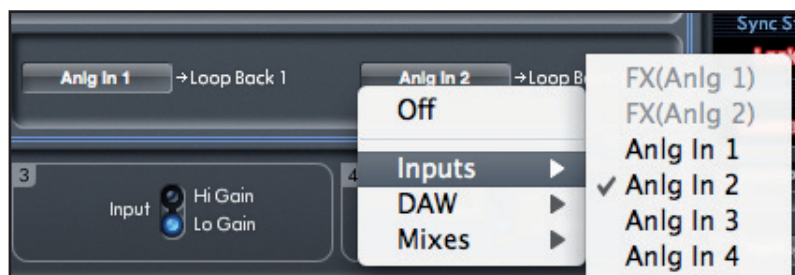 Sync S
Anlg In 1 →Loop Back 1
Anlg In 2 →Loop B
Off
Inputs
DAW
Mixes
FX(Anlg 1)
FX(Anlg 2)
Anlg In 1
✓ Anlg In 2
Anlg In 3
Anlg In 4
3
Input
Hi Gain
Lo Gain
4